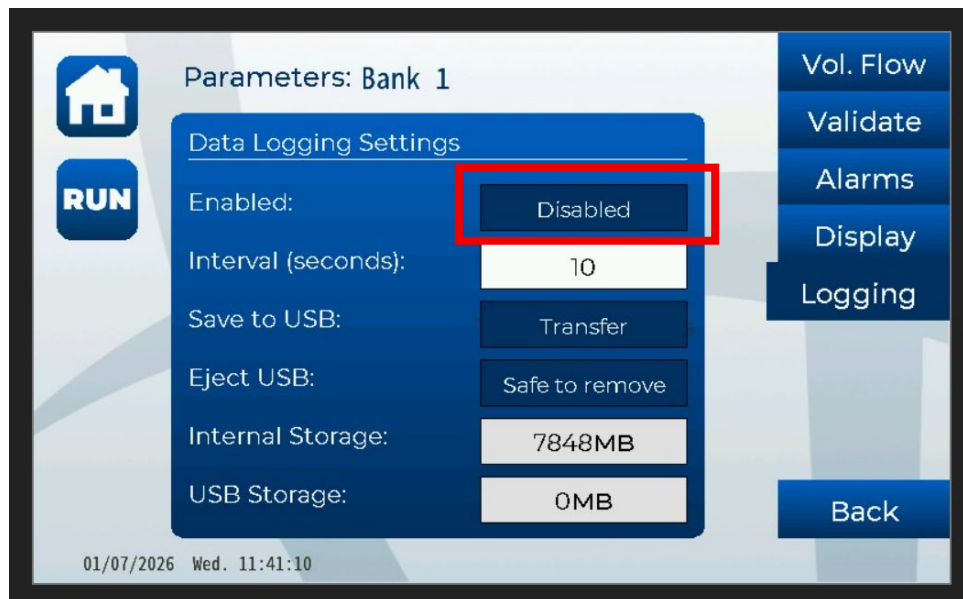 Parameters: Bank 1
RUN
Data Logging Settings
Enabled: Disabled
Interval (seconds): 10
Save to USB: Transfer
Eject USB: Safe to remove
Internal Storage: 7848MB
USB Storage: 0MB
Vol. Flow
Validate
Alarms
Display
Logging
Back
01/07/2026 Wed. 11:41:10